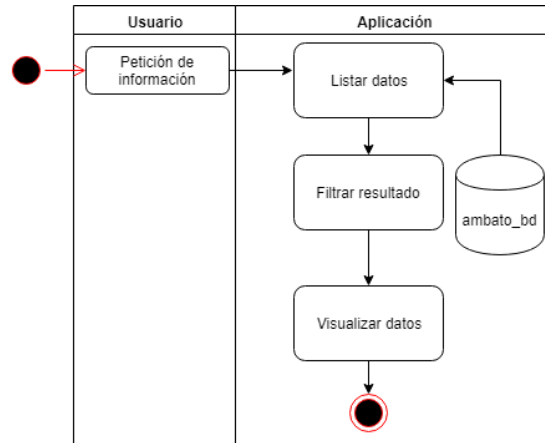 Usuario
Aplicación
Petición de
información
Listar datos
Filtrar resultado
ambato_bd
Visualizar datos